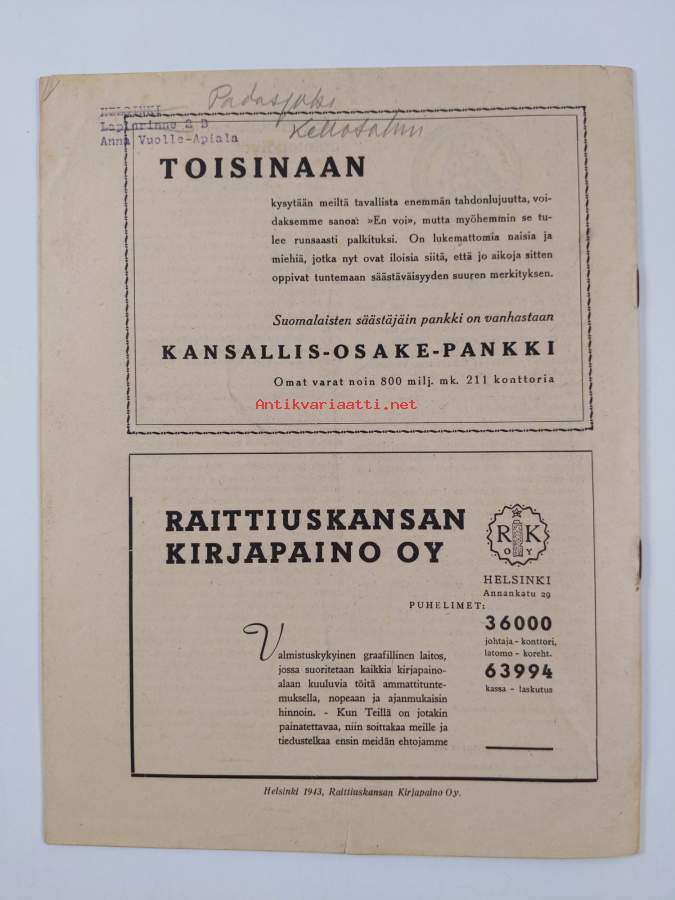 Padasjoki
HELSINKI
Lapinrinne 2 B
Anna Vuolle-Apiala
TOISINAAN
kysytään meiltä tavallista enemmän tahdonlujuutta, voi-
daksemme sanoa: »En voi», mutta myöhemmin se tu-
lee runsaasti palkituksi. On lukemattomia naisia ja
miehiä, jotka nyt ovat iloisia siitä, että jo aikoja sitten
oppivat tuntemaan säästäväisyyden suuren merkityksen.
Suomalaisten säästäjäin pankki on vanhastaan
KANSALLIS-OSAKE-PANKKI
Omat varat noin 800 milj. mk. 211 konttoria
Antikvariaatti.net
RAITTIUSKANSAN
KIRJAPAINO OY
R K
O Y
HELSINKI
Annankatu 29
PUHELIMET:
36000
johtaja - konttori,
latomo - koreht.
63994
kassa - laskutus
Valmistuskykyinen graafillinen laitos,
jossa suoritetaan kaikkia kirjapaino-
alaan kuuluvia töitä ammattitunte-
muksella, nopeaan ja ajanmukaisin
hinnoin. - Kun Teillä on jotakin
painatettavaa, niin soittakaa meille ja
tiedustelkaa ensin meidän ehtojamme
Helsinki 1943, Raittiuskansan Kirjapaino Oy.